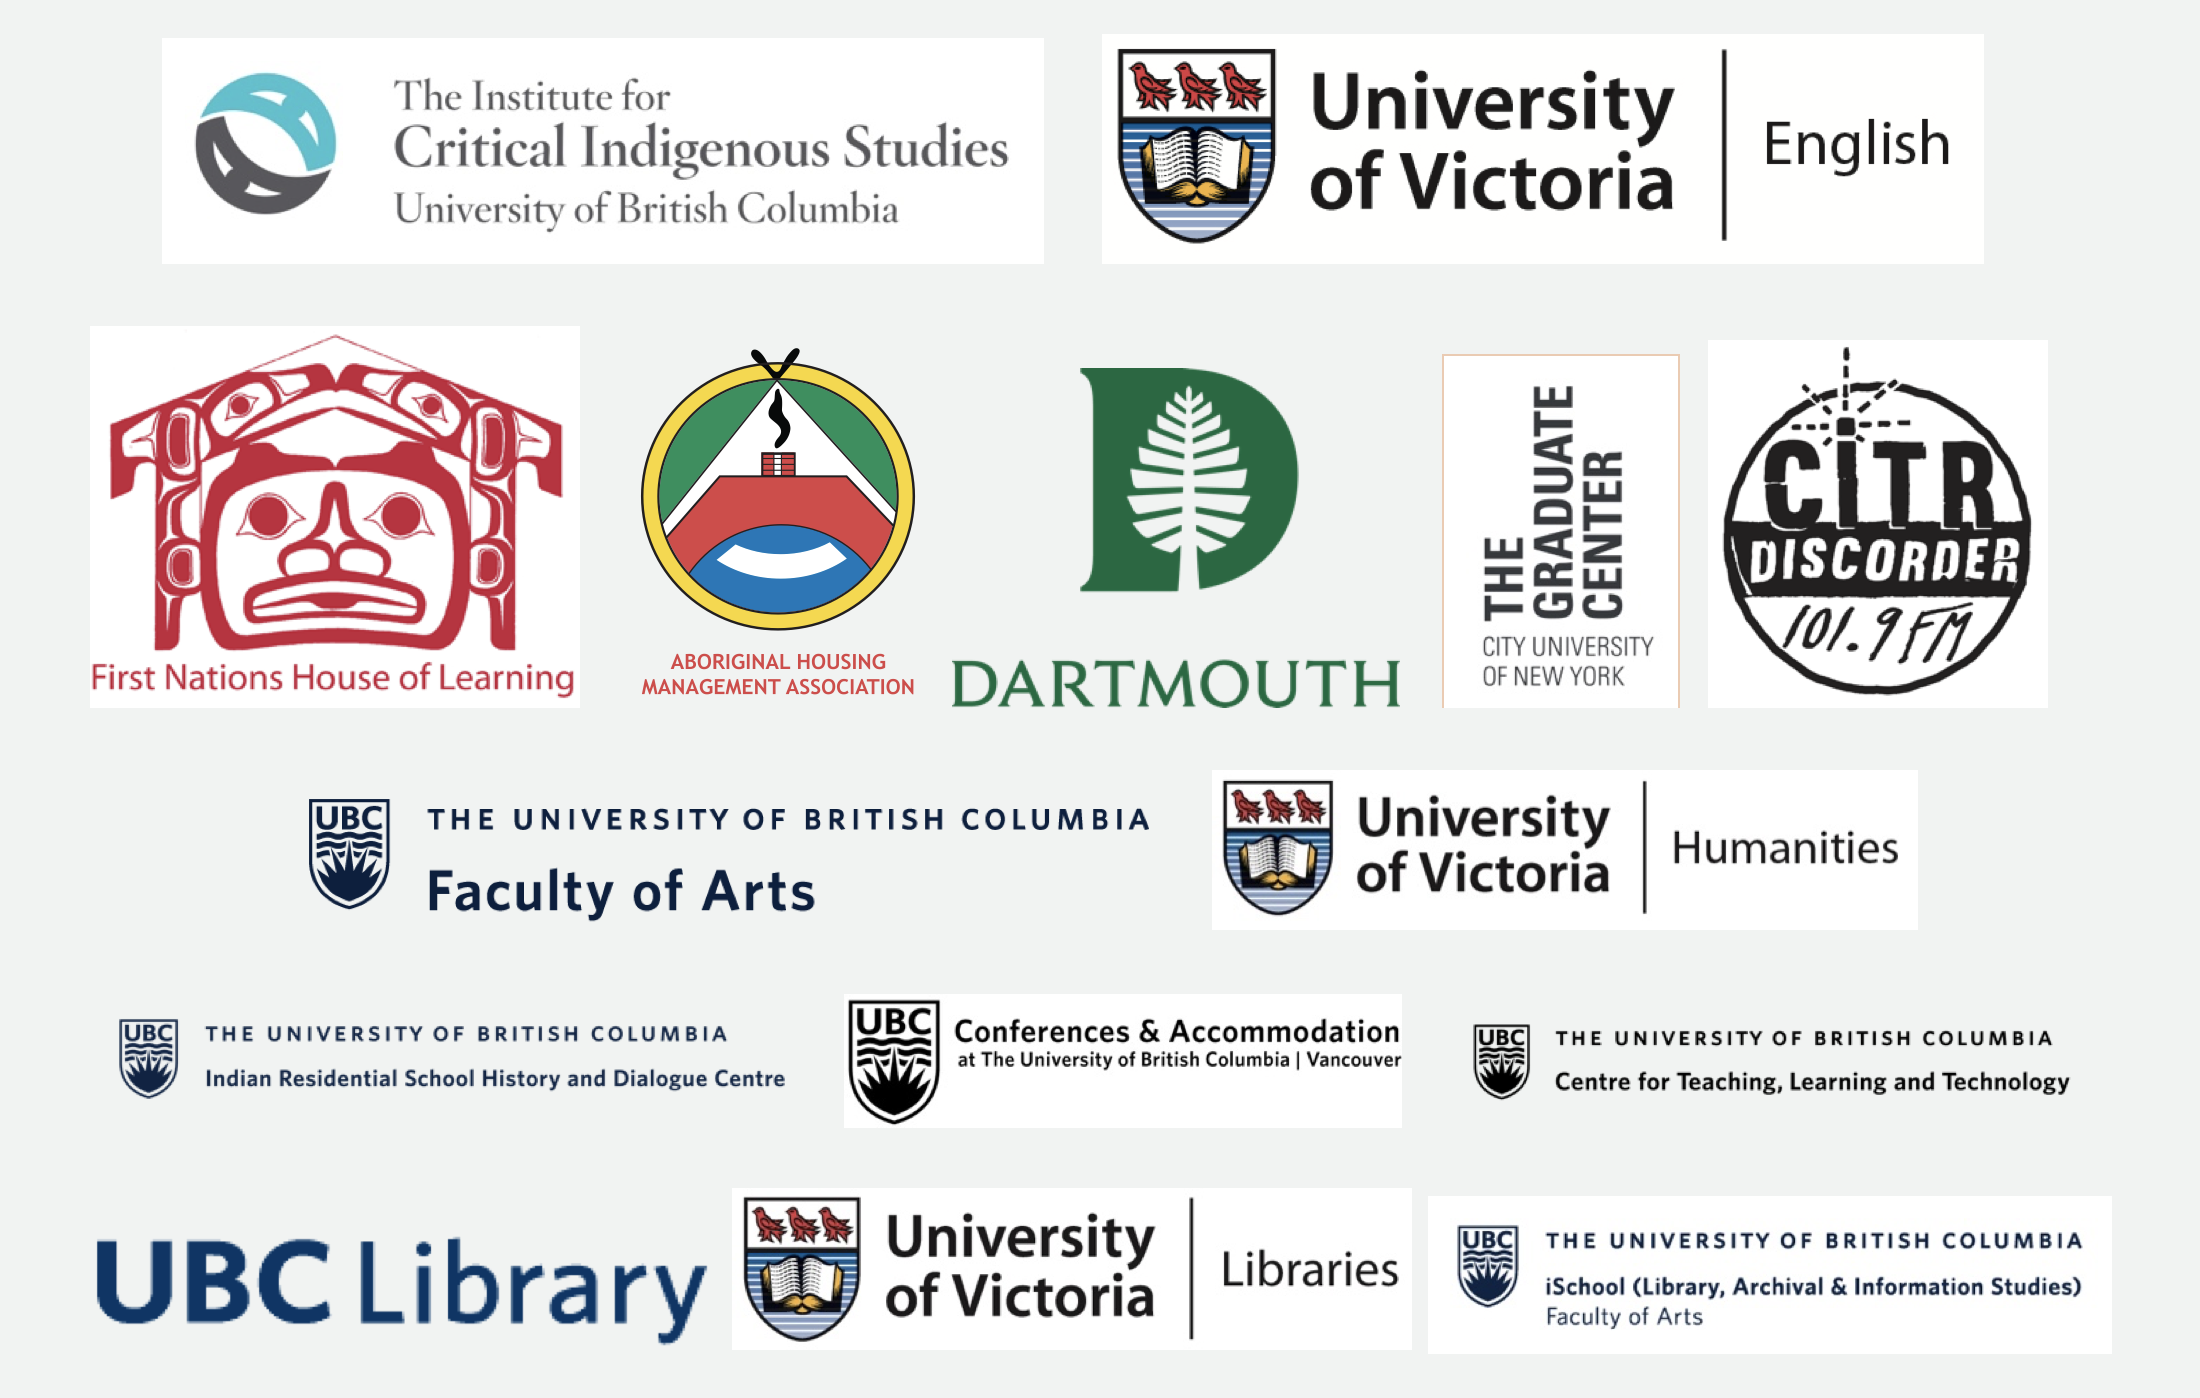 The Institute for
Critical Indigenous Studies
University of British Columbia
University
of Victoria
English
First Nations House of Learning
ABORIGINAL HOUSING
MANAGEMENT ASSOCIATION
D
DARTMOUTH
THE
GRADUATE
CENTER
CITY UNIVERSITY
OF NEW YORK
CiTR
DISCORDER
101.9 FM
UBC
THE UNIVERSITY OF BRITISH COLUMBIA
Faculty of Arts
University
of Victoria
Humanities
UBC
THE UNIVERSITY OF BRITISH COLUMBIA
Indian Residential School History and Dialogue Centre
UBC
Conferences & Accommodation
at The University of British Columbia | Vancouver
UBC
THE UNIVERSITY OF BRITISH COLUMBIA
Centre for Teaching, Learning and Technology
UBC Library
University
of Victoria
Libraries
UBC
THE UNIVERSITY OF BRITISH COLUMBIA
iSchool (Library, Archival & Information Studies)
Faculty of Arts